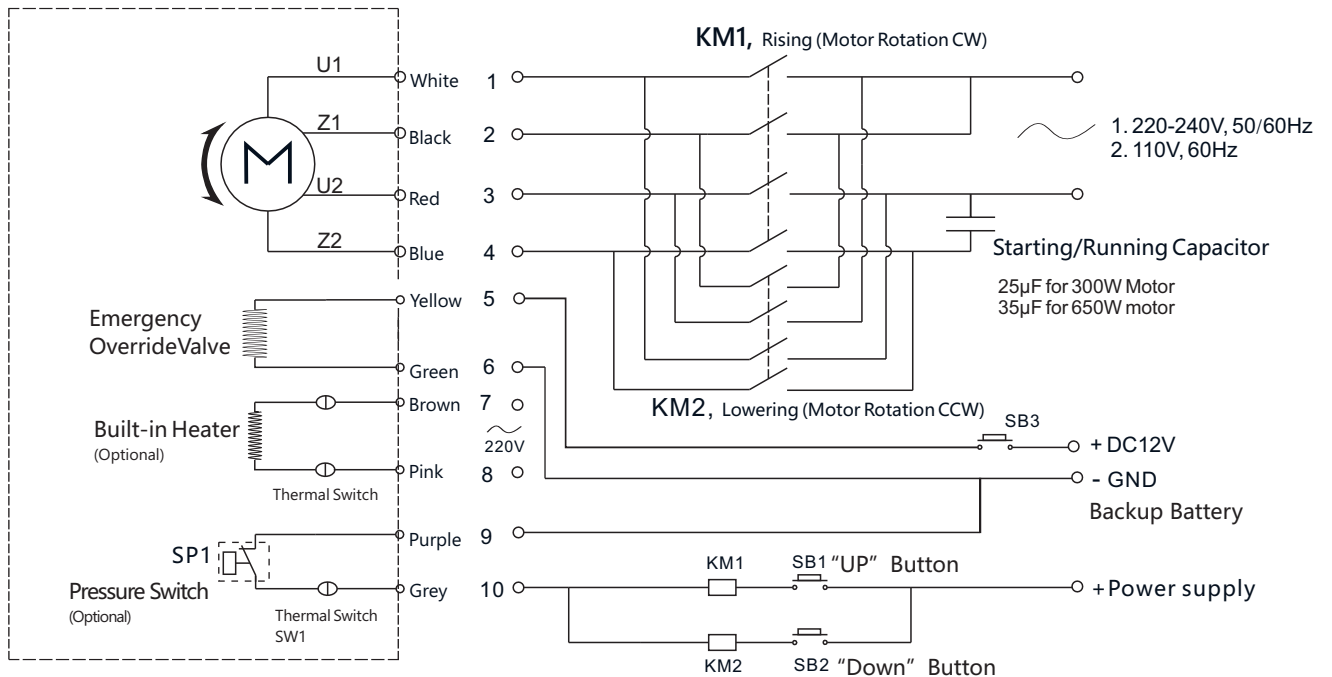 KM1, Rising (Motor Rotation CW)
U1
White 1
Z1
Black 2
1. 220-240V, 50/60Hz
2. 110V, 60Hz
M
U2
Red 3
Z2
Blue 4
Starting/Running Capacitor
25µF for 300W Motor
35µF for 650W motor
Yellow 5
Emergency
OverrideValve
Green 6
Brown 7
KM2, Lowering (Motor Rotation CCW)
SB3
Built-in Heater
(Optional)
220V
+ DC12V
Pink 8
- GND
Thermal Switch
Backup Battery
Purple 9
SP1
KM1 SB1 “UP” Button
Pressure Switch
(Optional)
Grey 10
+Power supply
Thermal Switch
SW1
KM2 SB2 “Down” Button